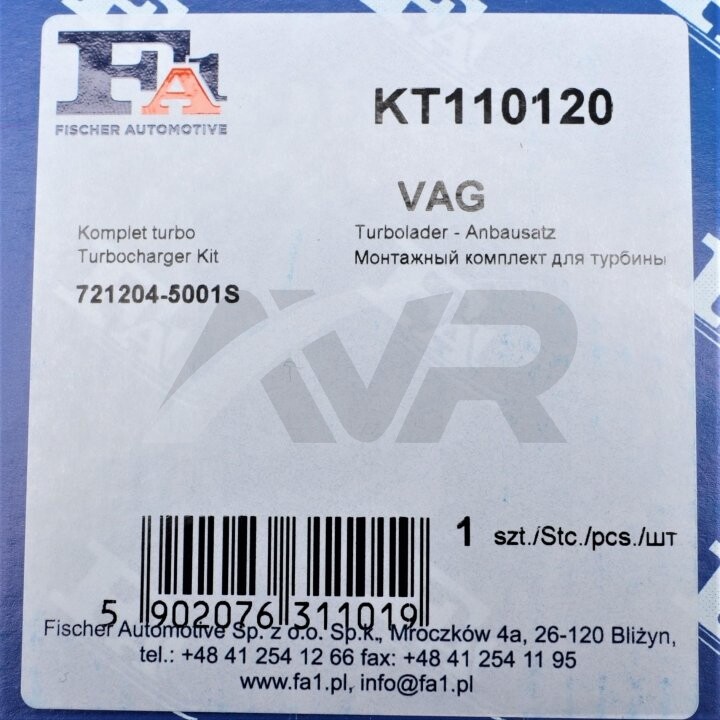 FA1
FISCHER AUTOMOTIVE
KT110120
VAG
Komplet turbo
Turbocharger Kit
Turbolader - Anbausatz
Монтажный комплект для турбины
721204-5001S
AVR
1 szt./Stc./pcs./шт
5 902076 311019
Fischer Automotive Sp. z o.o. Sp.k., Mroczków 4a, 26-120 Bliżyn,
tel.: +48 41 254 12 66 fax: +48 41 254 11 95
www.fa1.pl, info@fa1.pl